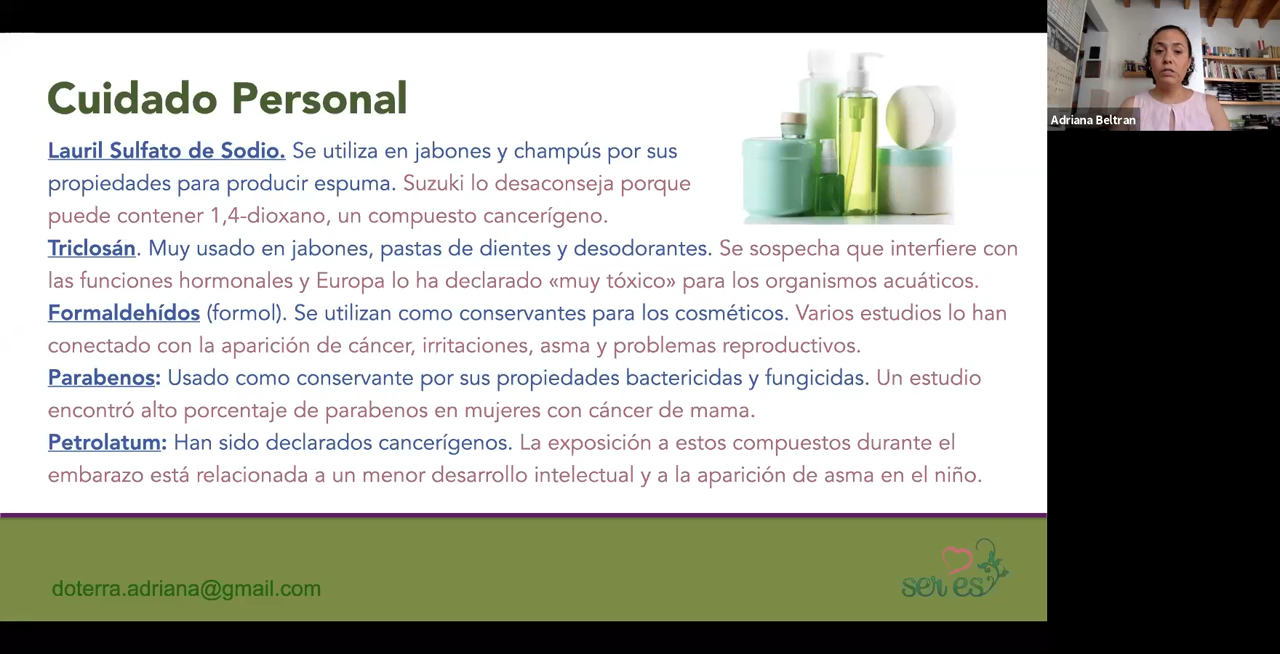 Cuidado Personal
Lauril Sulfato de Sodio. Se utiliza en jabones y champús por sus
propiedades para producir espuma. Suzuki lo desaconseja porque
puede contener 1,4-dioxano, un compuesto cancerígeno.
Triclosán. Muy usado en jabones, pastas de dientes y desodorantes. Se sospecha que interfiere con
las funciones hormonales y Europa lo ha declarado «muy tóxico» para los organismos acuáticos.
Formaldehídos (formol). Se utilizan como conservantes para los cosméticos. Varios estudios lo han
conectado con la aparición de cáncer, irritaciones, asma y problemas reproductivos.
Parabenos: Usado como conservante por sus propiedades bactericidas y fungicidas. Un estudio
encontró alto porcentaje de parabenos en mujeres con cáncer de mama.
Petrolatum: Han sido declarados cancerígenos. La exposición a estos compuestos durante el
embarazo está relacionada a un menor desarrollo intelectual y a la aparición de asma en el niño.
doterra.adriana@gmail.com
ser es
Adriana Beltran